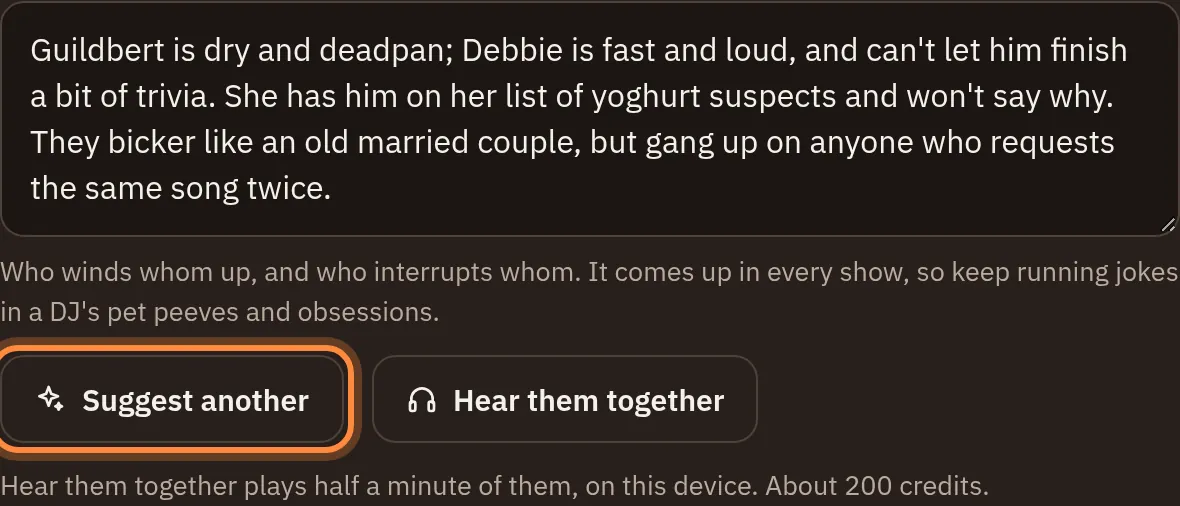 Guildbert is dry and deadpan; Debbie is fast and loud, and can't let him finish
a bit of trivia. She has him on her list of yoghurt suspects and won't say why.
They bicker like an old married couple, but gang up on anyone who requests
the same song twice.
Who winds whom up, and who interrupts whom. It comes up in every show, so keep running jokes
in a DJ's pet peeves and obsessions.
Suggest another
Hear them together
Hear them together plays half a minute of them, on this device. About 200 credits.